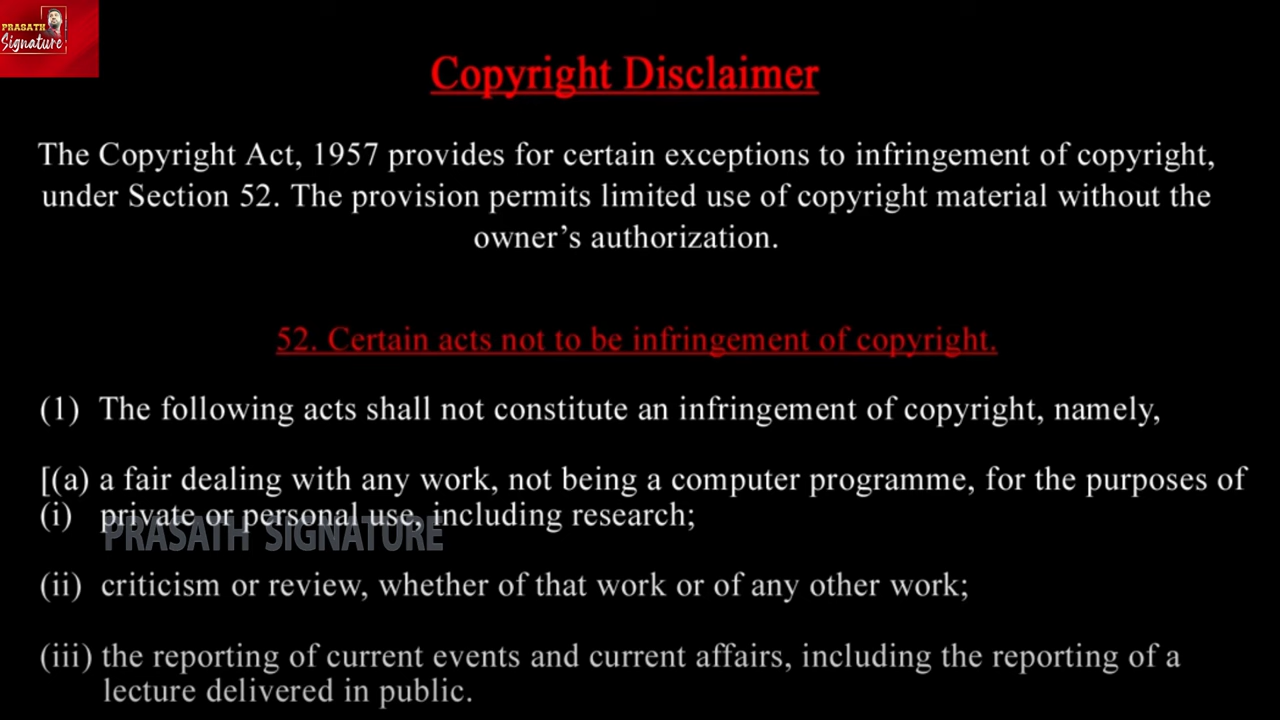 PRASATH
Signature
Copyright Disclaimer
The Copyright Act, 1957 provides for certain exceptions to infringement of copyright,
under Section 52. The provision permits limited use of copyright material without the
owner’s authorization.
52. Certain acts not to be infringement of copyright.
(1) The following acts shall not constitute an infringement of copyright, namely,
[(a) a fair dealing with any work, not being a computer programme, for the purposes of
(i) private or personal use, including research;
PRASATH SIGNATURE
(ii) criticism or review, whether of that work or of any other work;
(iii) the reporting of current events and current affairs, including the reporting of a
lecture delivered in public.